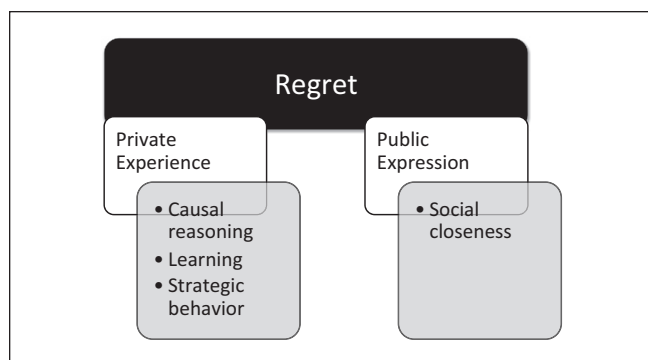 Regret
Private
Experience
• Causal
reasoning
• Learning
• Strategic
behavior
Public
Expression
• Social
closeness